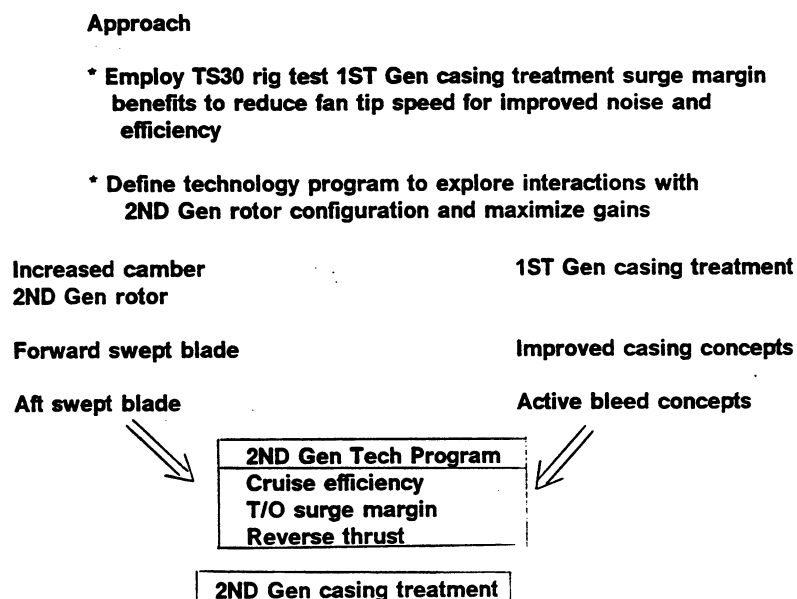 Approach
* Employ TS30 rig test 1ST Gen casing treatment surge margin
benefits to reduce fan tip speed for improved noise and
efficiency
* Define technology program to explore interactions with
2ND Gen rotor configuration and maximize gains
Increased camber
2ND Gen rotor
Forward swept blade
Aft swept blade
1ST Gen casing treatment
Improved casing concepts
Active bleed concepts
2ND Gen Tech Program
Cruise efficiency
T/O surge margin
Reverse thrust
2ND Gen casing treatment